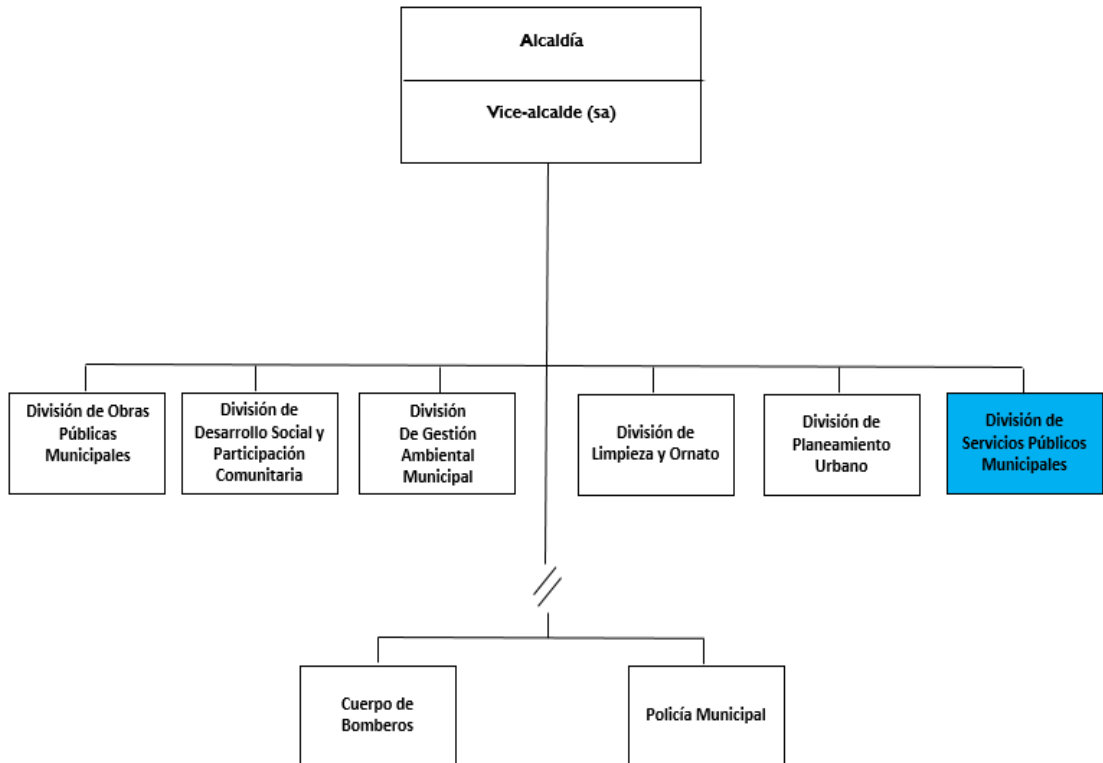 Alcaldía
Vice-alcalde (sa)
División de Obras
Públicas
Municipales
División de
Desarrollo Social y
Participación
Comunitaria
División
De Gestión
Ambiental
Municipal
División de
Limpieza y Ornato
División de
Planeamiento
Urbano
División de
Servicios Públicos
Municipales
Cuerpo de
Bomberos
Policía Municipal